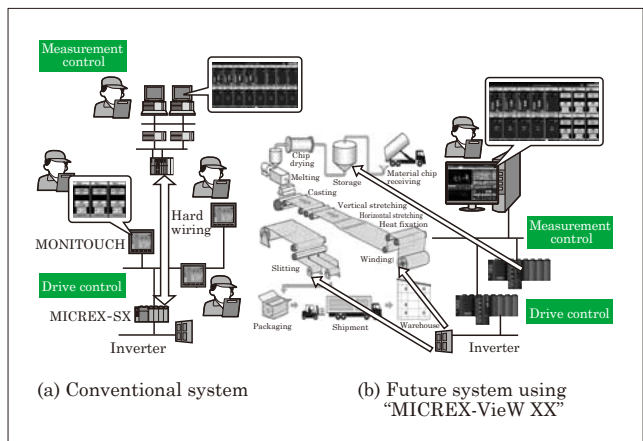 Measurement
control
Hard
wiring
MONITOUCH
Drive control
MICREX-SX
Inverter
(a) Conventional system
Chip
drying
Melting
Storage
Material chip
receiving
Casting
Vertical stretching
Horizontal stretching
Heat fixation
Slitting
Winding
Packaging
Shipment
Warehouse
Measurement
control
Drive control
Inverter
(b) Future system using
“MICREX-VieW XX”